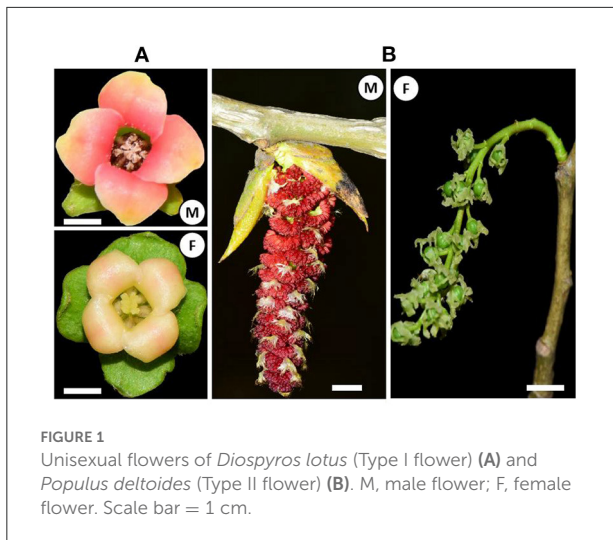 A B
M M F
F
FIGURE 1
Unisexual flowers of Diospyros lotus (Type I flower) (A) and
Populus deltoides (Type II flower) (B). M, male flower; F, female
flower. Scale bar = 1 cm.